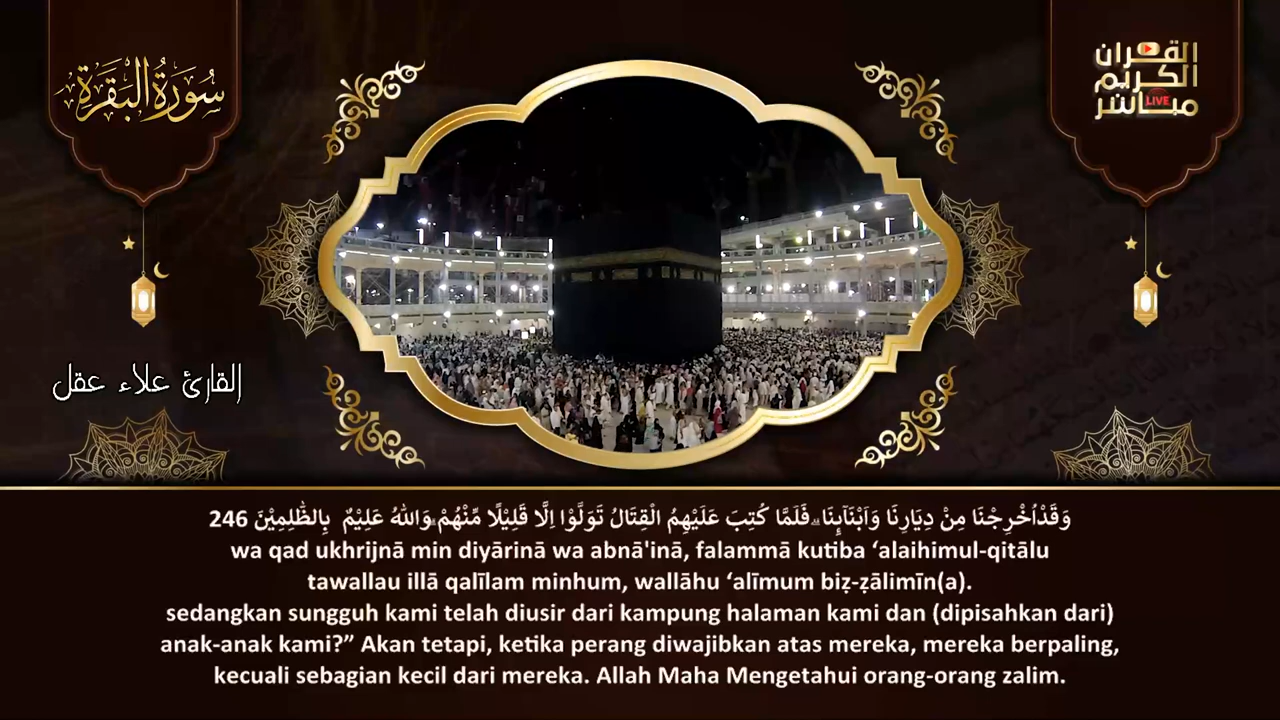 سُورَةُ البَقَرَةِ
القرآن
الكريم
مباشر
LIVE
القارئ علاء عقل
وَقَدْاُخْرِجْنَا مِنْ دِيَارِنَا وَاَبْنَاۤىِٕنَا ۗ فَلَمَّا كُتِبَ عَلَيْهِمُ الْقِتَالُ تَوَلَّوْا اِلَّا قَلِيْلًا مِّنْهُمْ ۗوَاللّٰهُ عَلِيْمٌ بِالظّٰلِمِيْنَ 246
wa qad ukhrijnā min diyārinā wa abnā'inā, falammā kutiba ‘alaihimul-qitālu
tawallau illā qalīlam minhum, wallāhu ‘alīmum biẓ-ẓālimīn(a).
sedangkan sungguh kami telah diusir dari kampung halaman kami dan (dipisahkan dari)
anak-anak kami?” Akan tetapi, ketika perang diwajibkan atas mereka, mereka berpaling,
kecuali sebagian kecil dari mereka. Allah Maha Mengetahui orang-orang zalim.